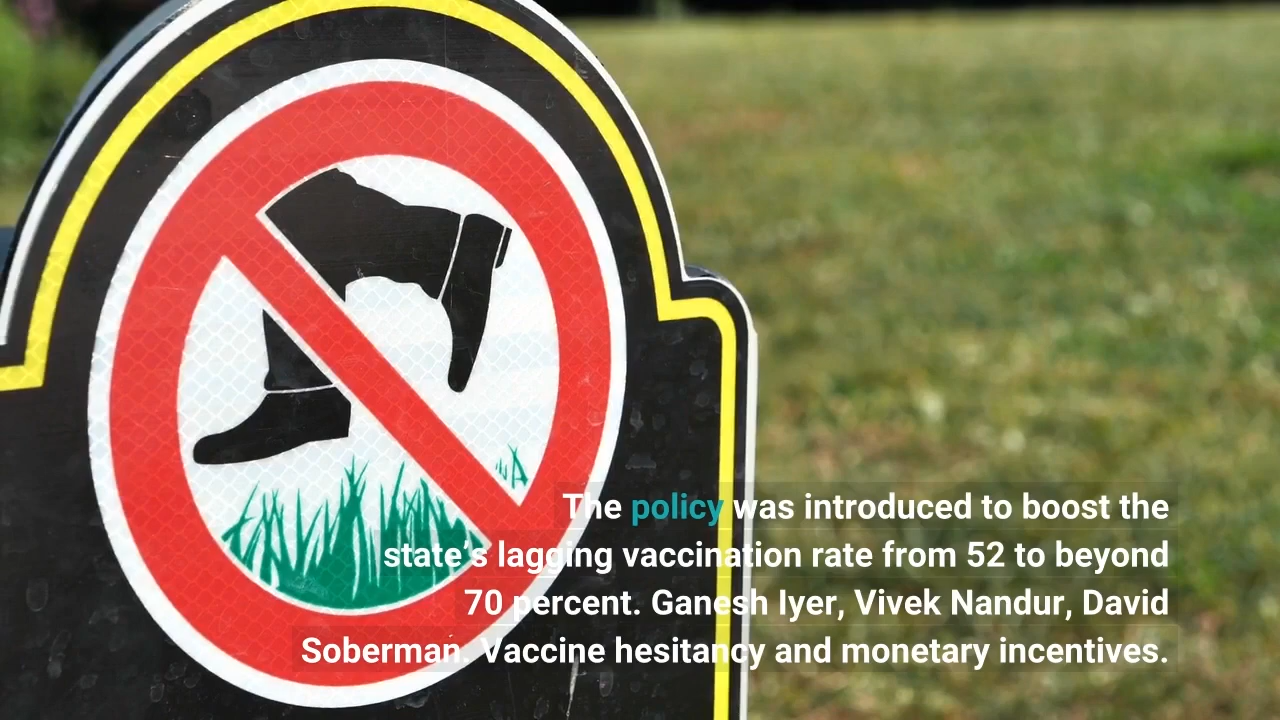 The policy was introduced to boost the
state's lagging vaccination rate from 52 to beyond
70 percent. Ganesh Iyer, Vivek Nandur, David
Soberman. Vaccine hesitancy and monetary incentives.